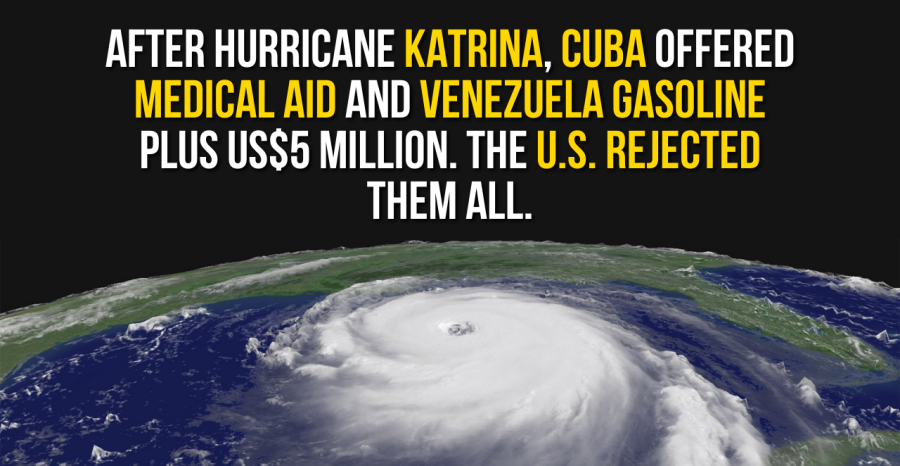 AFTER HURRICANE KATRINA, CUBA OFFERED
MEDICAL AID AND VENEZUELA GASOLINE
PLUS US$5 MILLION. THE U.S. REJECTED
THEM ALL.